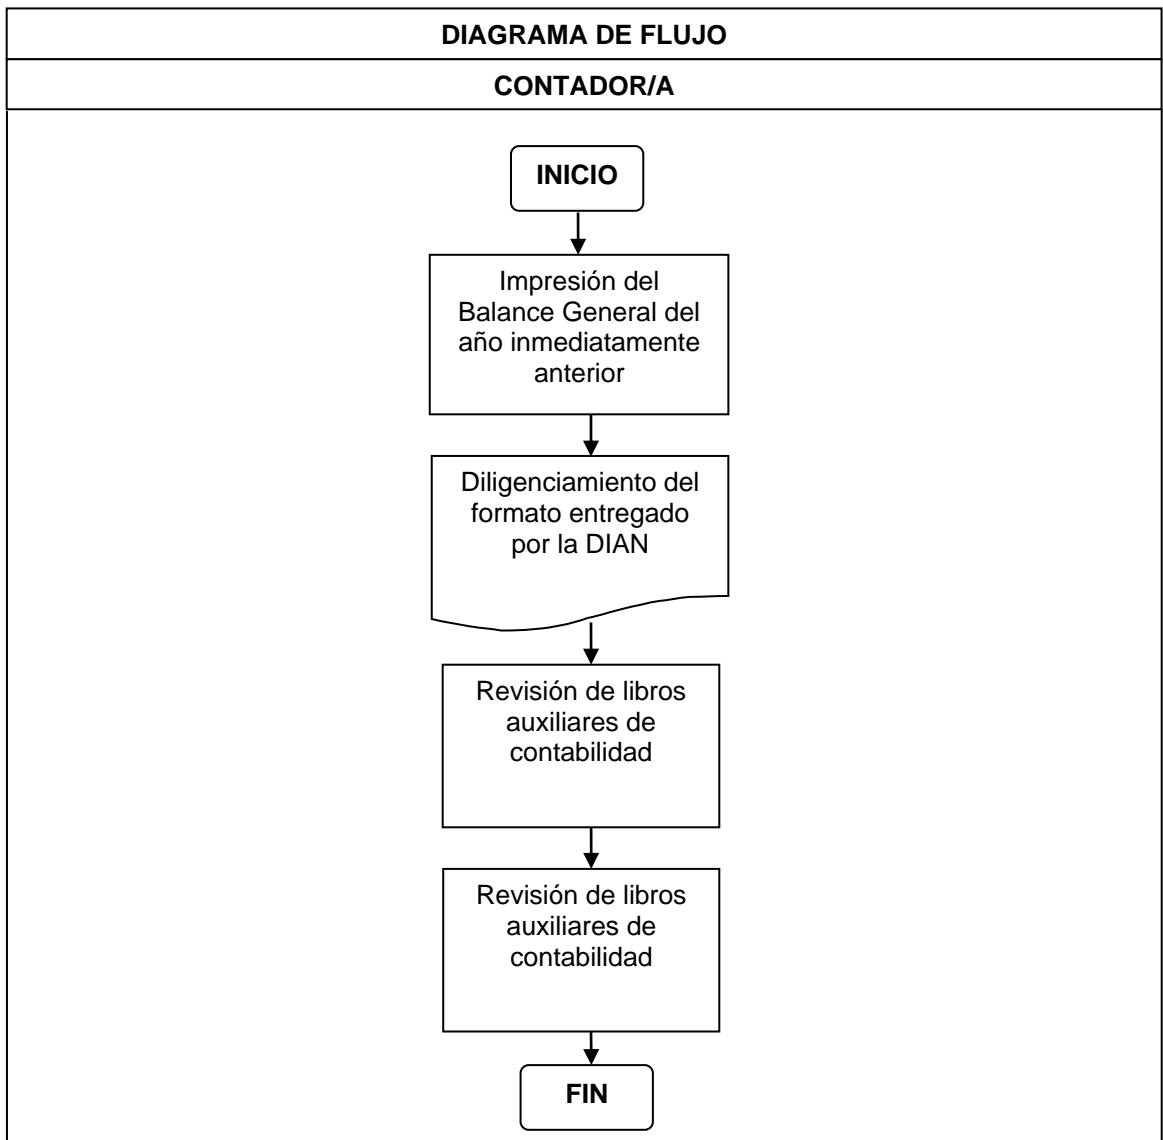 DIAGRAMA DE FLUJO
CONTADOR/A
INICIO
Impresión del
Balance General del
año inmediatamente
anterior
Diligenciamiento del
formato entregado
por la DIAN
Revisión de libros
auxiliares de
contabilidad
Revisión de libros
auxiliares de
contabilidad
FIN